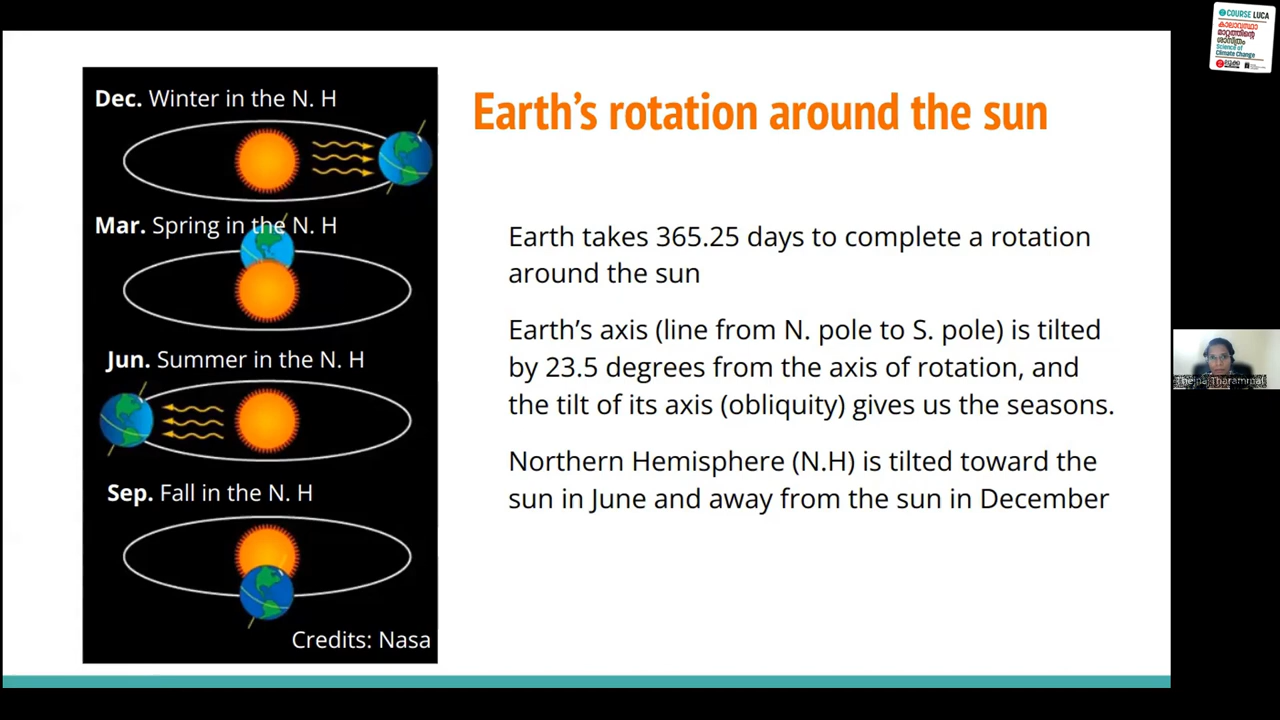 COURSE LUCA
കാലാവസ്ഥാ
മാറ്റത്തിന്റെ
ശാസ്ത്രം
Science of
Climate Change
Dec. Winter in the N. H
Mar. Spring in the N. H
Jun. Summer in the N. H
Sep. Fall in the N. H
Credits: Nasa
Earth's rotation around the sun
Earth takes 365.25 days to complete a rotation
around the sun
Earth's axis (line from N. pole to S. pole) is tilted
by 23.5 degrees from the axis of rotation, and
the tilt of its axis (obliquity) gives us the seasons.
Northern Hemisphere (N.H) is tilted toward the
sun in June and away from the sun in December